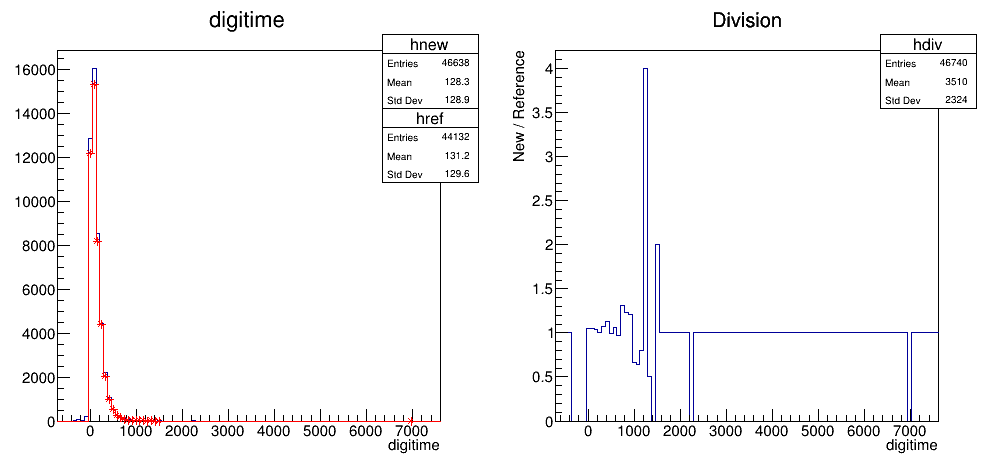 digitime
hnew
Entries 46638
Mean 128.3
Std Dev 128.9
href
Entries 44132
Mean 131.2
Std Dev 129.6
16000
14000
12000
10000
8000
6000
4000
2000
0
0 1000 2000 3000 4000 5000 6000 7000
digitime
Division
hdiv
Entries 46740
Mean 3510
Std Dev 2324
New / Reference
4
3.5
3
2.5
2
1.5
1
0.5
0
0 1000 2000 3000 4000 5000 6000 7000
digitime